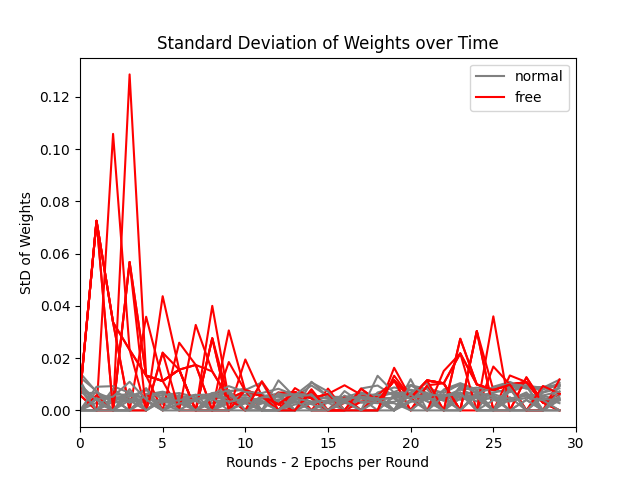 Standard Deviation of Weights over Time
normal
free
StD of Weights
0.12
0.10
0.08
0.06
0.04
0.02
0.00
0 5 10 15 20 25 30
Rounds - 2 Epochs per Round